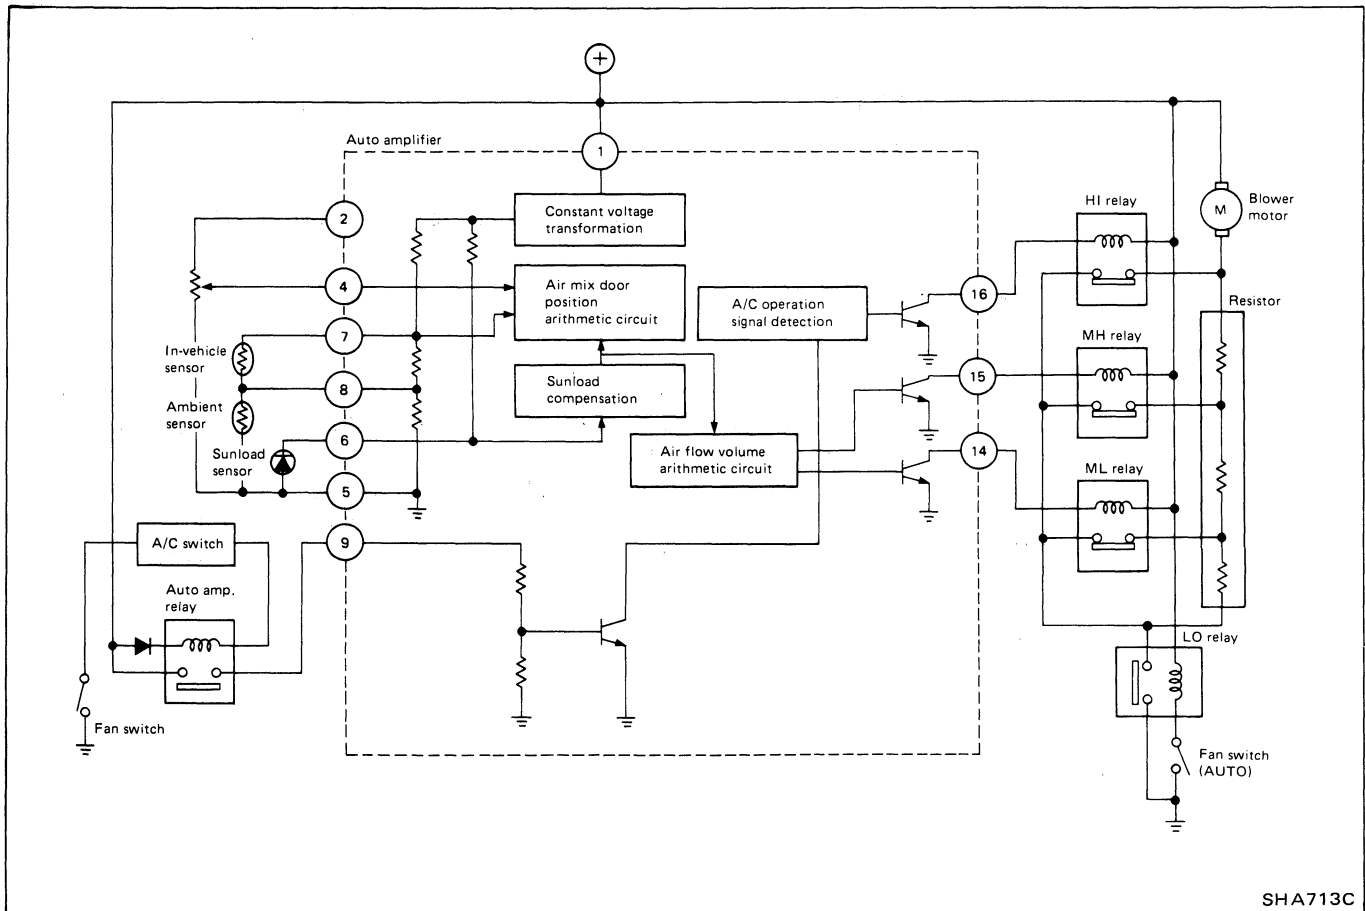 +
Auto amplifier
1
2
Constant voltage
transformation
HI relay
M
Blower
motor
4
Air mix door
position
arithmetic circuit
A/C operation
signal detection
16
Resistor
7
In-vehicle
sensor
MH relay
8
Ambient
sensor
Sunload
compensation
15
6
Sunload
sensor
Air flow volume
arithmetic circuit
14
ML relay
5
A/C switch
9
Auto amp.
relay
LO relay
Fan switch
Fan switch
(AUTO)
SHA713C